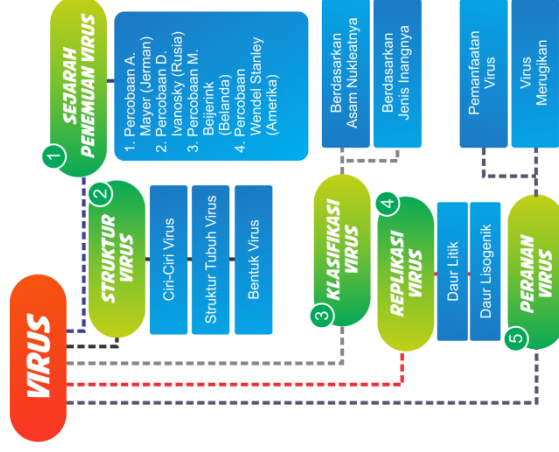 VIRUS
1
SEJARAH
PENEMUAN VIRUS
1. Percobaan A.
Mayer (Jerman)
2. Percobaan D.
Ivanosky (Rusia)
3. Percobaan M.
Beijerink
(Belanda)
4. Percobaan
Wendel Stanley
(Amerika)
2
STRUKTUR
VIRUS
Ciri-Ciri Virus
Struktur Tubuh Virus
Bentuk Virus
3
KLASIFIKASI
VIRUS
Berdasarkan
Asam Nukleatnya
Berdasarkan
Jenis Inangnya
4
REPLIKASI
VIRUS
Daur Litik
Daur Lisogenik
5
PERANAN
VIRUS
Pemanfaatan
Virus
Virus
Merugikan